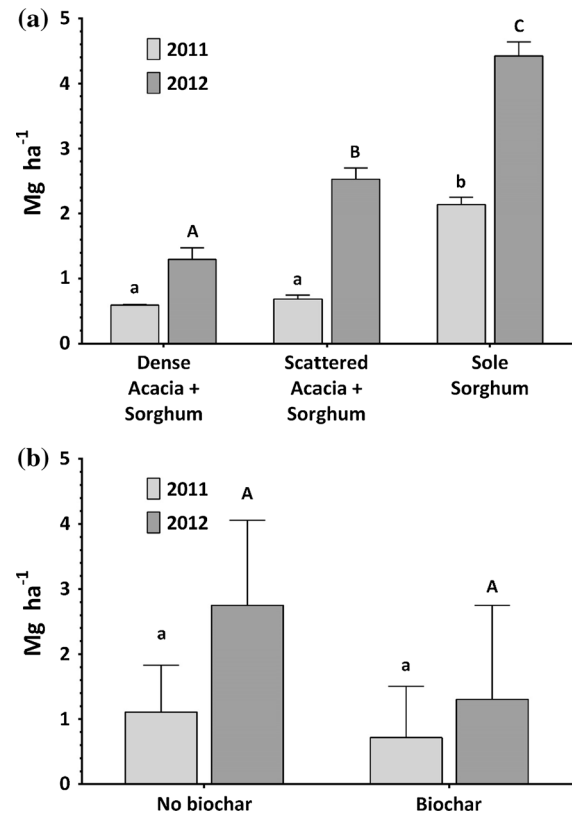 (a)
2011
2012
Mg ha⁻¹
5
4
3
2
1
0
a
A
a
B
b
C
Dense
Acacia +
Sorghum
Scattered
Acacia +
Sorghum
Sole
Sorghum
(b)
2011
2012
Mg ha⁻¹
5
4
3
2
1
0
a
A
a
A
No biochar
Biochar